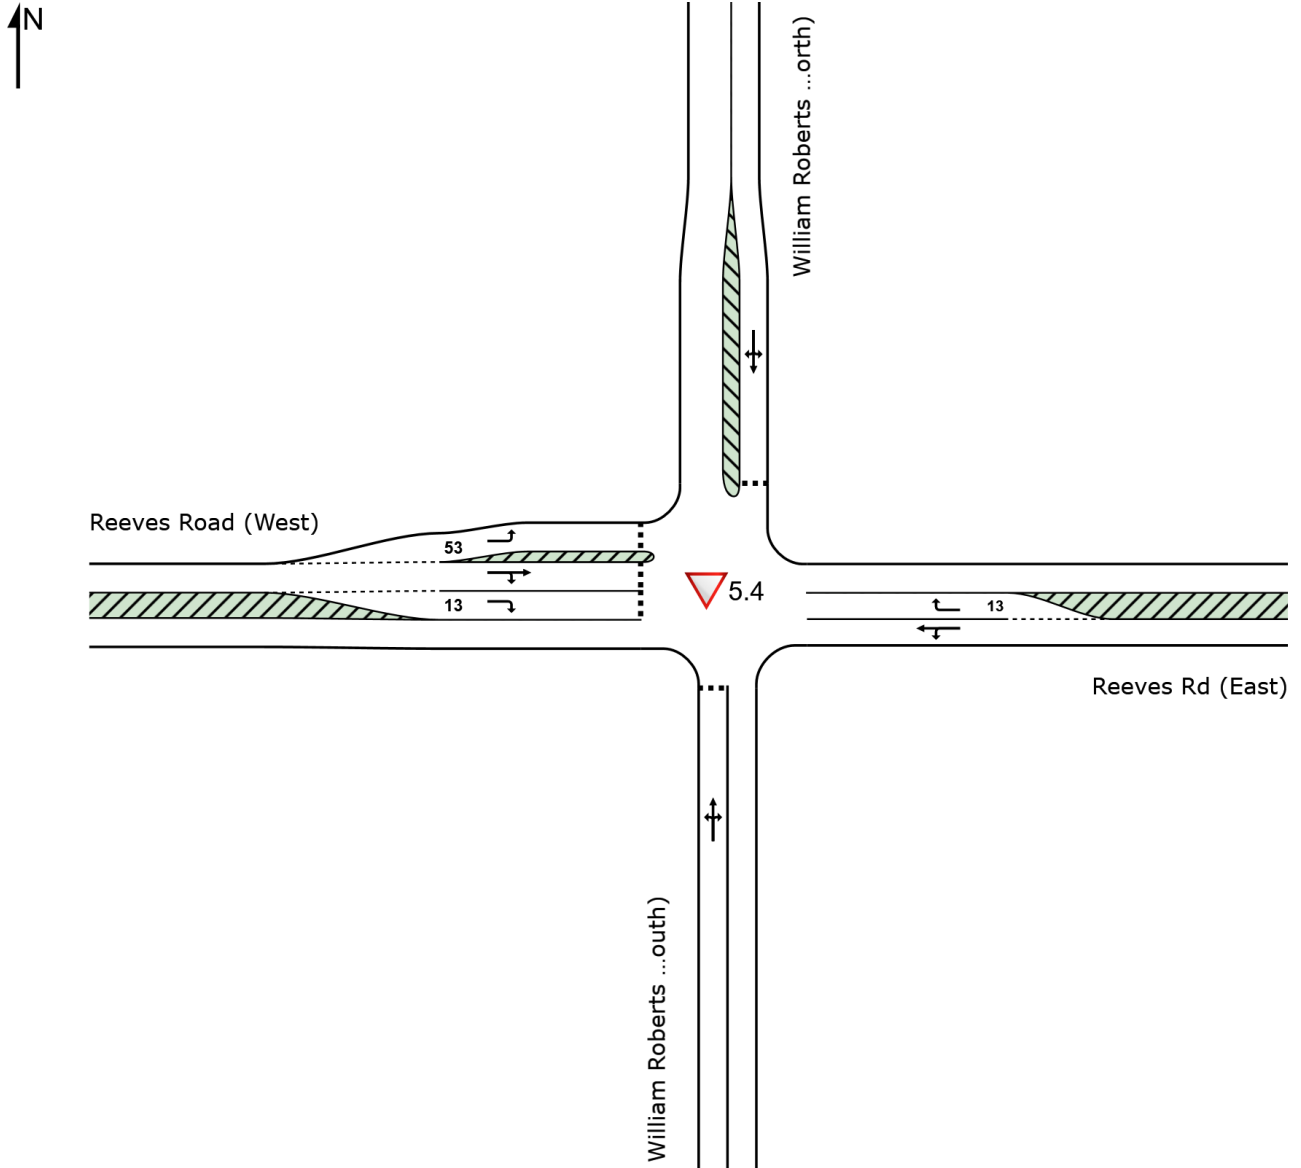 N
William Roberts ...orth)
Reeves Road (West)
53
13
5.4
13
Reeves Rd (East)
William Roberts ...outh)